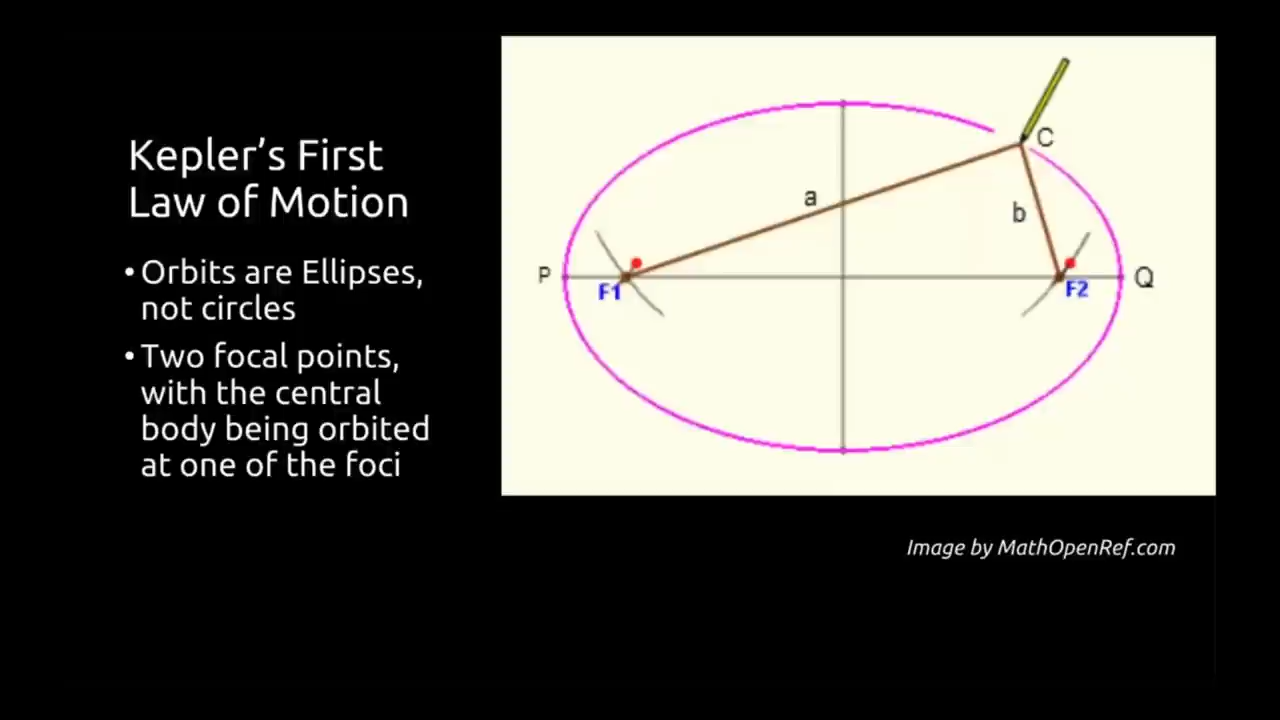 Kepler’s First
Law of Motion
• Orbits are Ellipses,
not circles
• Two focal points,
with the central
body being orbited
at one of the foci
C
a
b
P
F1
F2
Q
Image by MathOpenRef.com